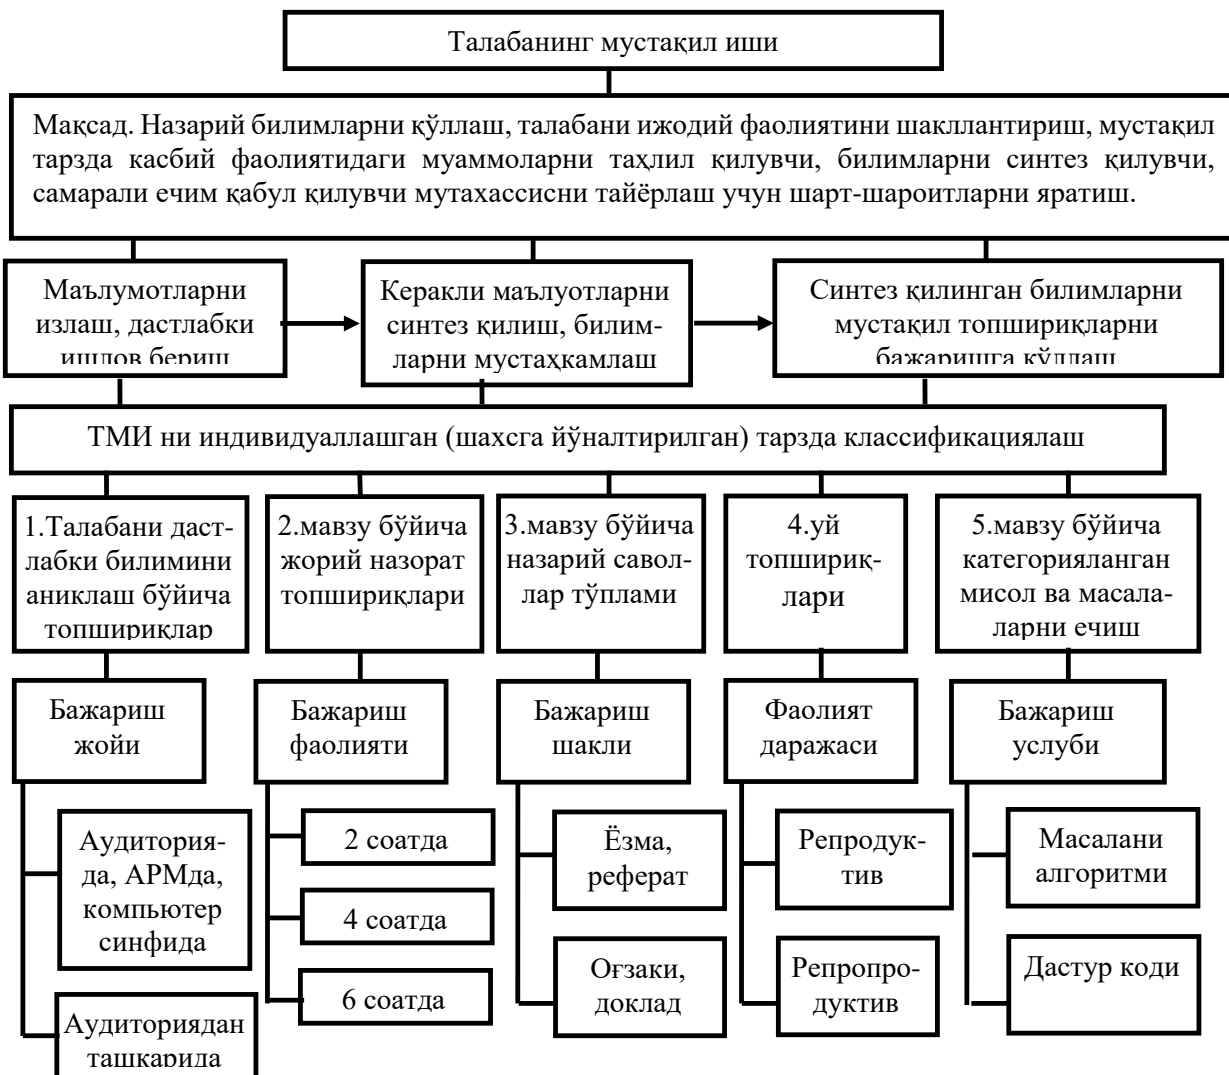 Талабанинг мустақил иши
Мақсад. Назарий билимларни қўллаш, талабани ижодий фаолиятини шакллантириш, мустақил
тарзда касбий фаолиятидаги муаммоларни таҳлил қилувчи, билимларни синтез қилувчи,
самарали ечим қабул қилувчи мутахассисни тайёрлаш учун шарт-шароитларни яратиш.
Маълумотларни
излаш, дастлабки
ишлов бериш
Керакли маълуотларни
синтез қилиш, билим-
ларни мустаҳкамлаш
Синтез қилинган билимларни
мустақил топшириқларни
бажаришга қўллаш
ТМИ ни индивидуаллашган (шахсга йўналтирилган) тарзда классификациялаш
1.Талабани даст-
лабки билимини
аниклаш бўйича
топшириқлар
2.мавзу бўйича
жорий назорат
топшириқлари
3.мавзу бўйича
назарий савол-
лар тўплами
4.уй
топшириқ-
лари
5.мавзу бўйича
категорияланган
мисол ва масала-
ларни ечиш
Бажариш
жойи
Бажариш
фаолияти
Бажариш
шакли
Фаолият
даражаси
Бажариш
услуби
Аудитория-
да, АРМда,
компьютер
синфида
Аудиториядан
ташкарида
2 соатда
4 соатда
6 соатда
Ёзма,
реферат
Оғзаки,
доклад
Репродук-
тив
Репропро-
дуктив
Масалани
алгоритми
Дастур коди